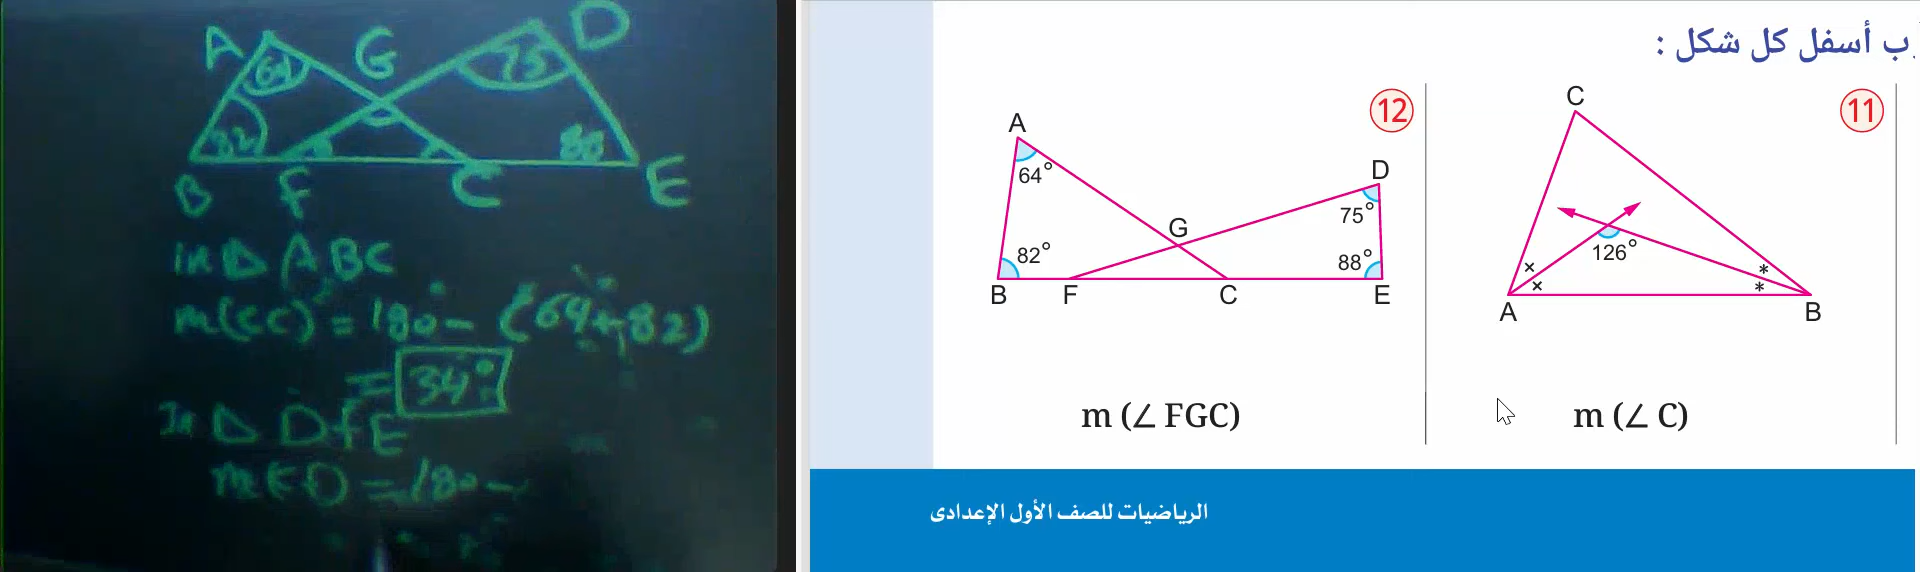 A G D
64 75
82 88
B F C E
in Δ ABC
m(∠C) = 180 - (64+82)
= 34°
In Δ DFE
= 180 -
ب أسفل كل شكل :
12
A
64°
D
75°
G
82°
88°
B F C E
m (∠ FGC)
11
C
126°
× ×
* *
A B
m (∠ C)
الرياضيات للصف الأول الإعدادى